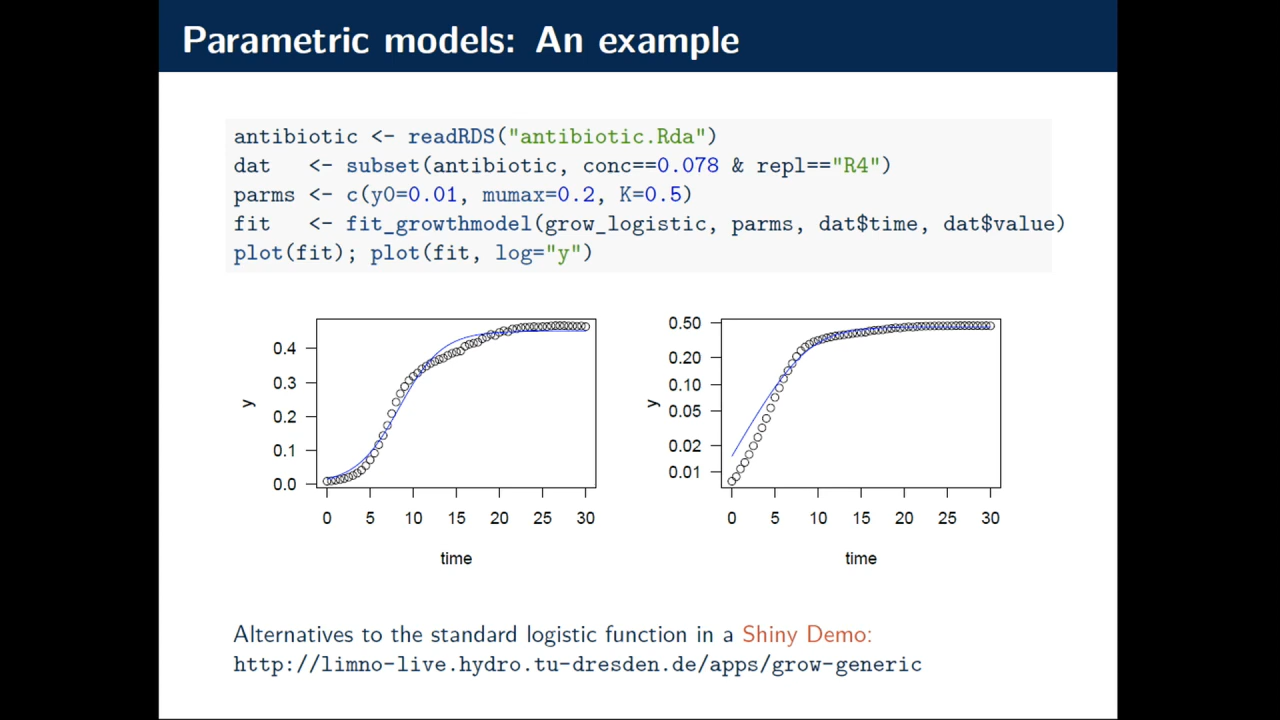 Parametric models: An example
antibiotic <- readRDS("antibiotic.Rda")
dat   <- subset(antibiotic, conc==0.078 & repl=="R4")
parms <- c(y0=0.01, mumax=0.2, K=0.5)
fit   <- fit_growthmodel(grow_logistic, parms, dat$time, dat$value)
plot(fit); plot(fit, log="y")
0.4
0.3
0.2
0.1
0.0
y
0 5 10 15 20 25 30
time
0.50
0.20
0.10
0.05
0.02
0.01
y
0 5 10 15 20 25 30
time
Alternatives to the standard logistic function in a Shiny Demo:
http://limno-live.hydro.tu-dresden.de/apps/grow-generic